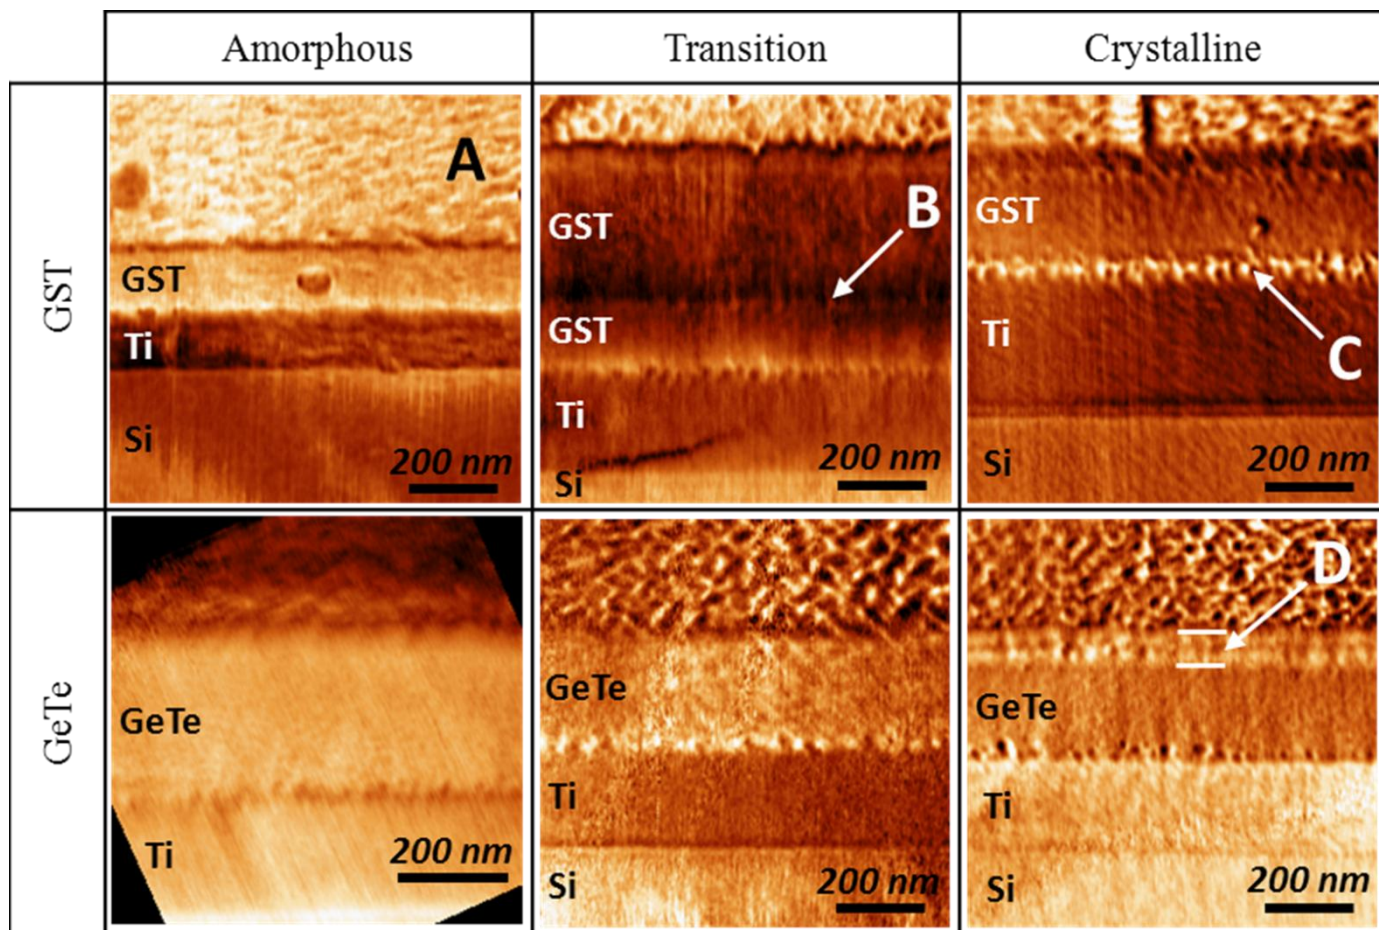 Amorphous Transition Crystalline
GST
A
GST
Ti
Si
200 nm
GST
B
GST
Ti
Si
200 nm
GST
Ti
C
Si
200 nm
GeTe
GeTe
Ti
200 nm
GeTe
Ti
Si
200 nm
D
GeTe
Ti
Si
200 nm